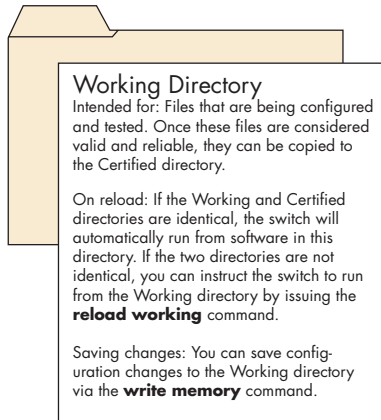 Working Directory
Intended for: Files that are being configured
and tested. Once these files are considered
valid and reliable, they can be copied to
the Certified directory.
On reload: If the Working and Certified
directories are identical, the switch will
automatically run from software in this
directory. If the two directories are not
identical, you can instruct the switch to run
from the Working directory by issuing the
reload working command.
Saving changes: You can save config-
uration changes to the Working directory
via the write memory command.